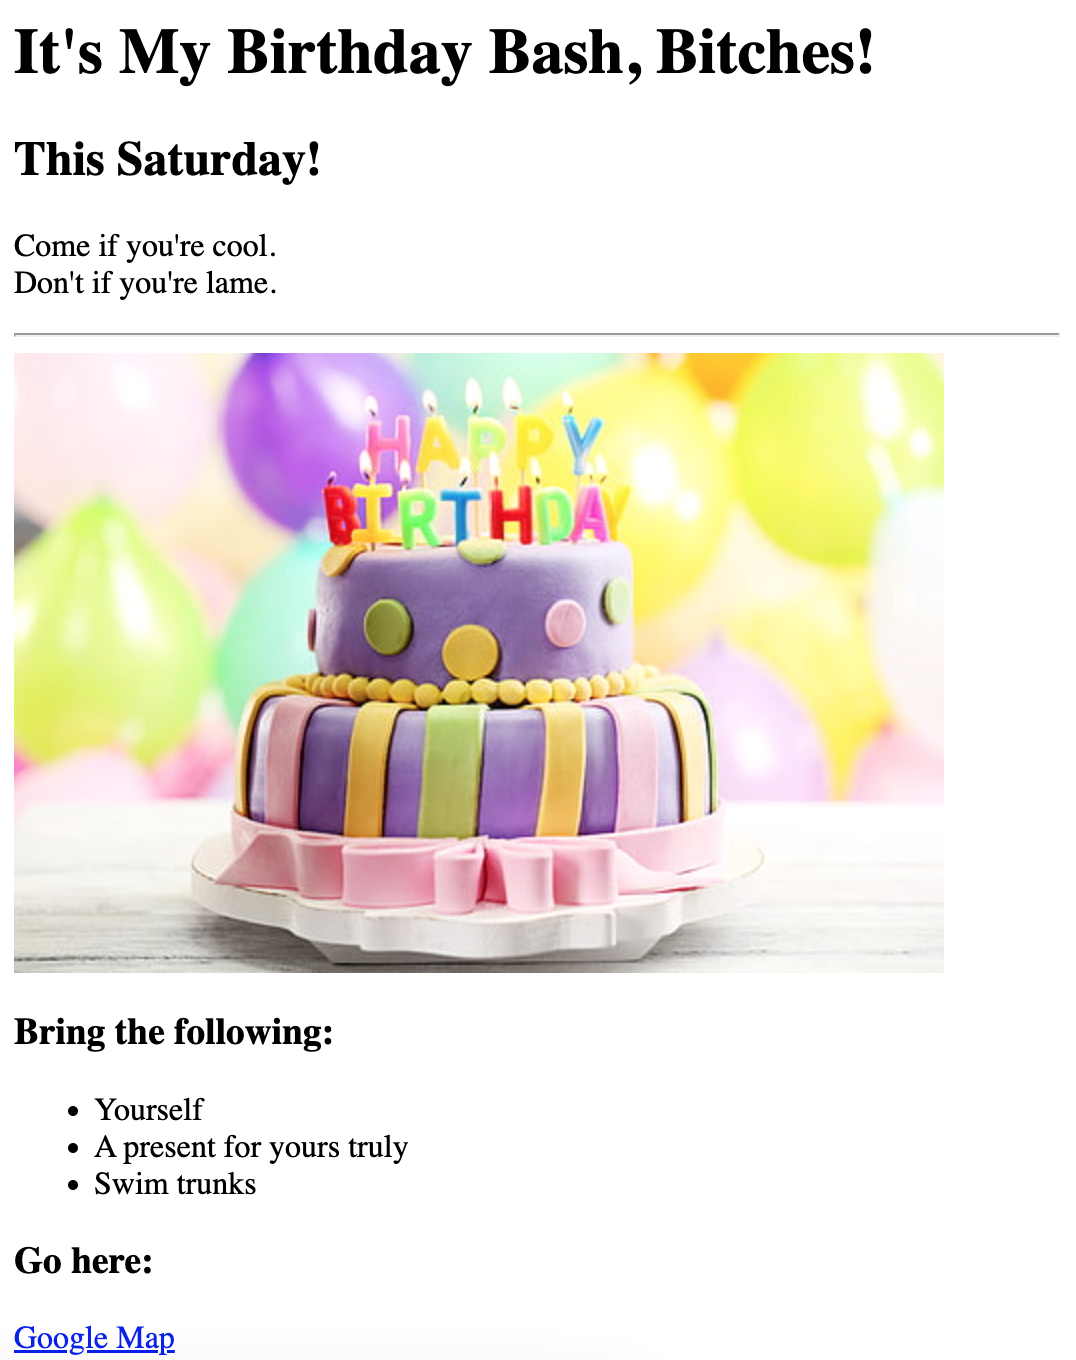 It's My Birthday Bash, Bitches!
This Saturday!
Come if you're cool.
Don't if you're lame.
HAPPY
BIRTHDAY
Bring the following:
Yourself
A present for yours truly
Swim trunks
Go here:
Google Map